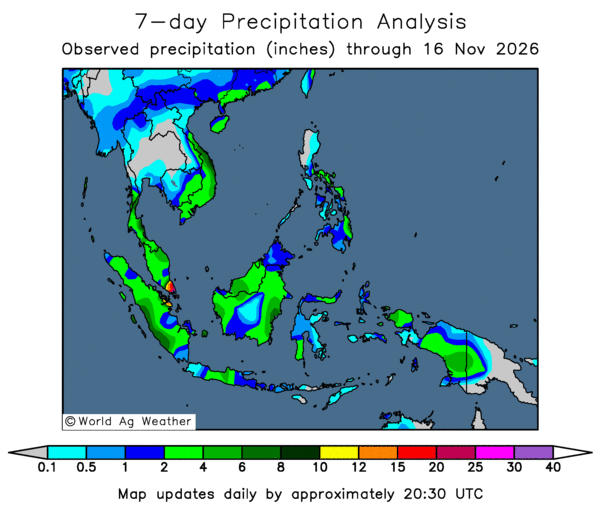 7-day Precipitation Analysis
Observed precipitation (inches) through 16 Nov 2026
©World Ag Weather
0.1 0.5 1 2 4 6 8 10 12 15 20 25 30 40
Map updates daily by approximately 20:30 UTC